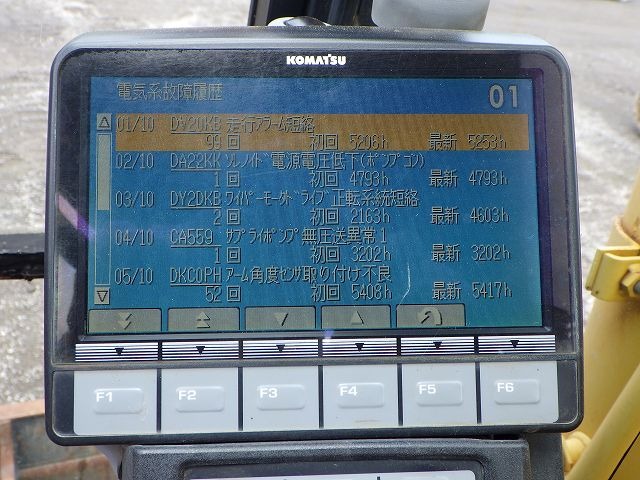 KOMATSU
電気系故障履歴 01
01/10 DV20KB 走行アラーム短絡
99 回 初回 5206h 最新 5253h
02/10 DA22KK ソレノイド電源電圧低下(ポンプコン)
1 回 初回 4793h 最新 4793h
03/10 DY2DKB ワイパーモータドライブ正転系統短絡
2 回 初回 2163h 最新 4603h
04/10 CA559 サプライポンプ無圧送異常1
1 回 初回 3202h 最新 3202h
05/10 DKC0PH アーム角度センサ取り付け不良
52 回 初回 5408h 最新 5417h
F1 F2 F3 F4 F5 F6